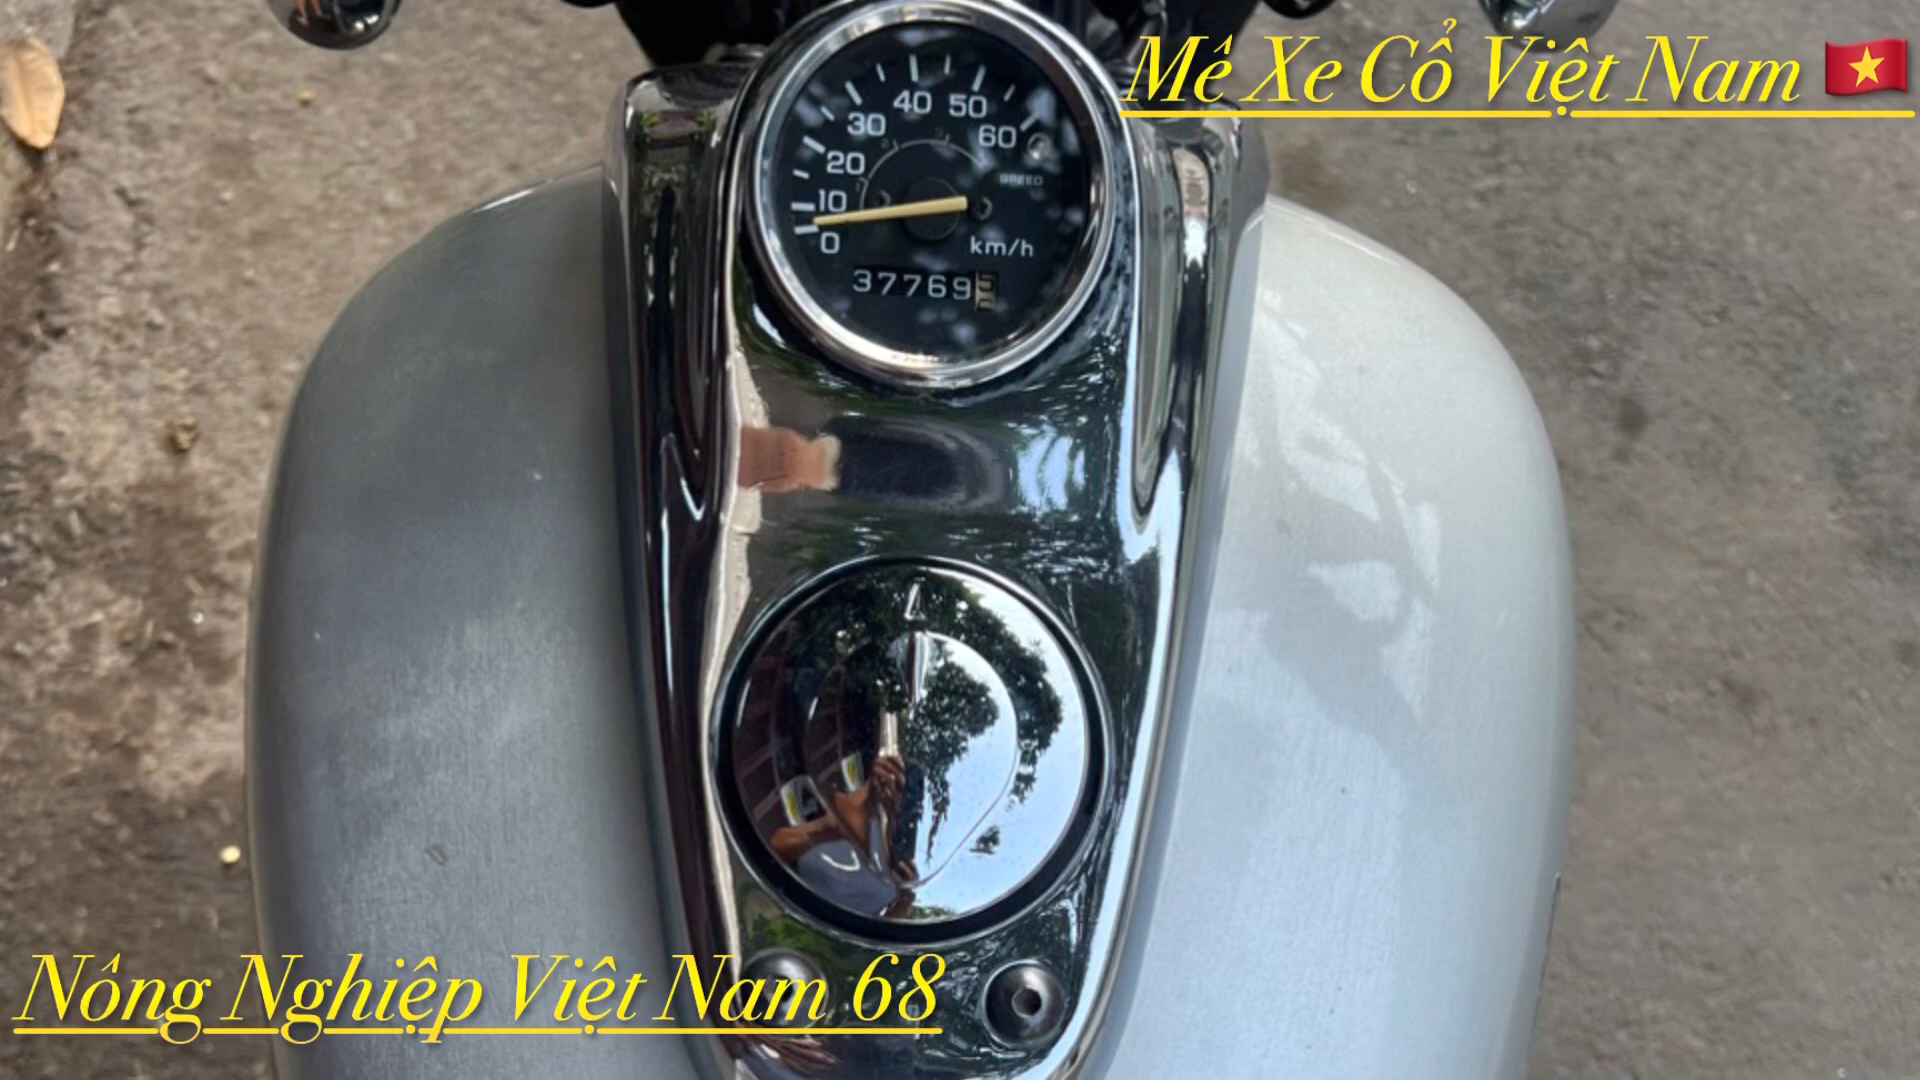 Mê Xe Cổ Việt Nam 🇻🇳
40 50
30 60
20
SPEED
10
0
km/h
37769
Nông Nghiệp Việt Nam 68